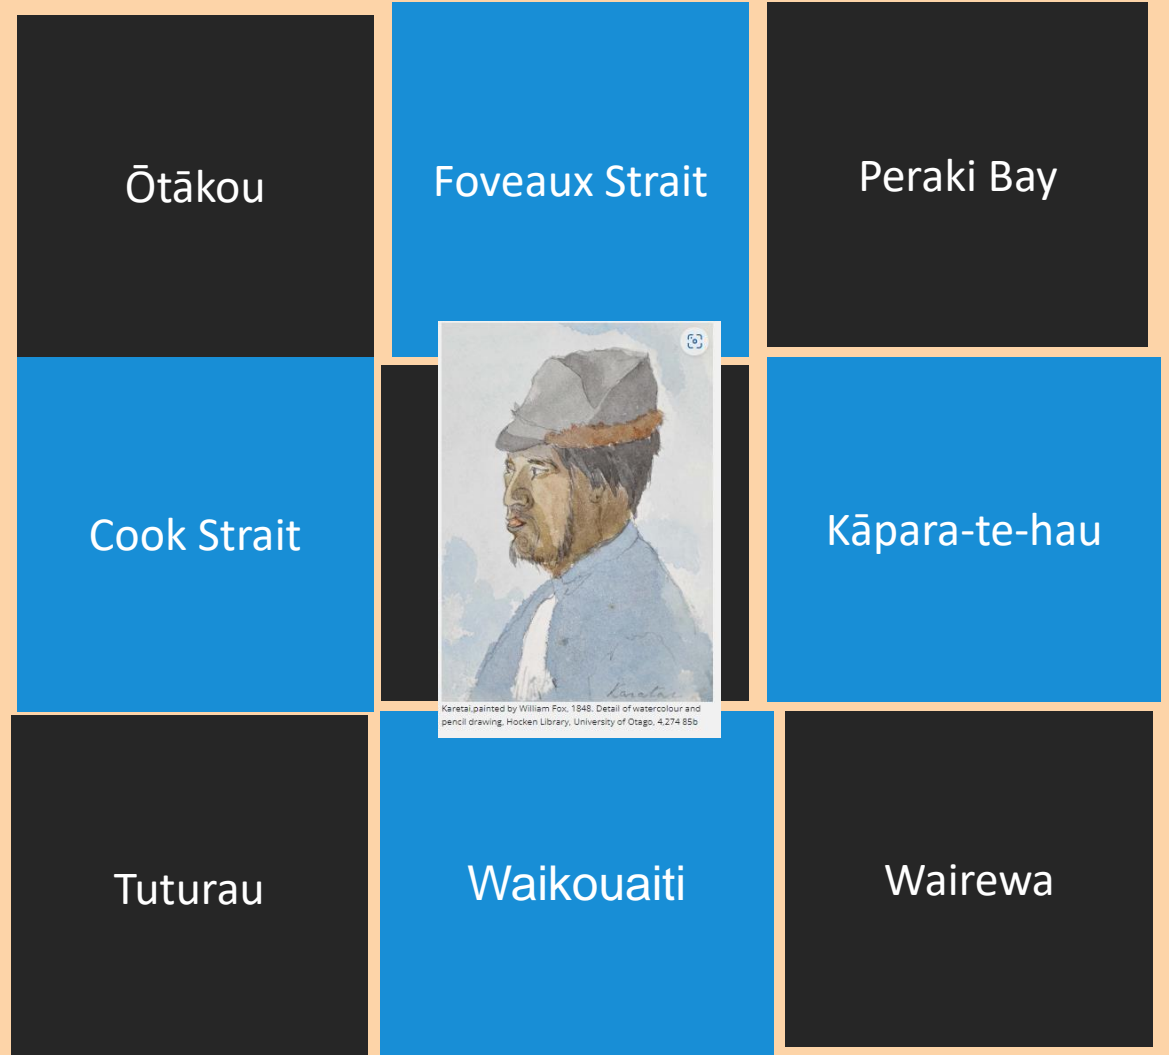 Ōtākou
Foveaux Strait
Peraki Bay
Cook Strait
Karatai
Kāpara-te-hau
Karetai,painted by William Fox, 1848. Detail of watercolour and
pencil drawing, Hocken Library, University of Otago, 4,274 85b
Tuturau
Waikouaiti
Wairewa